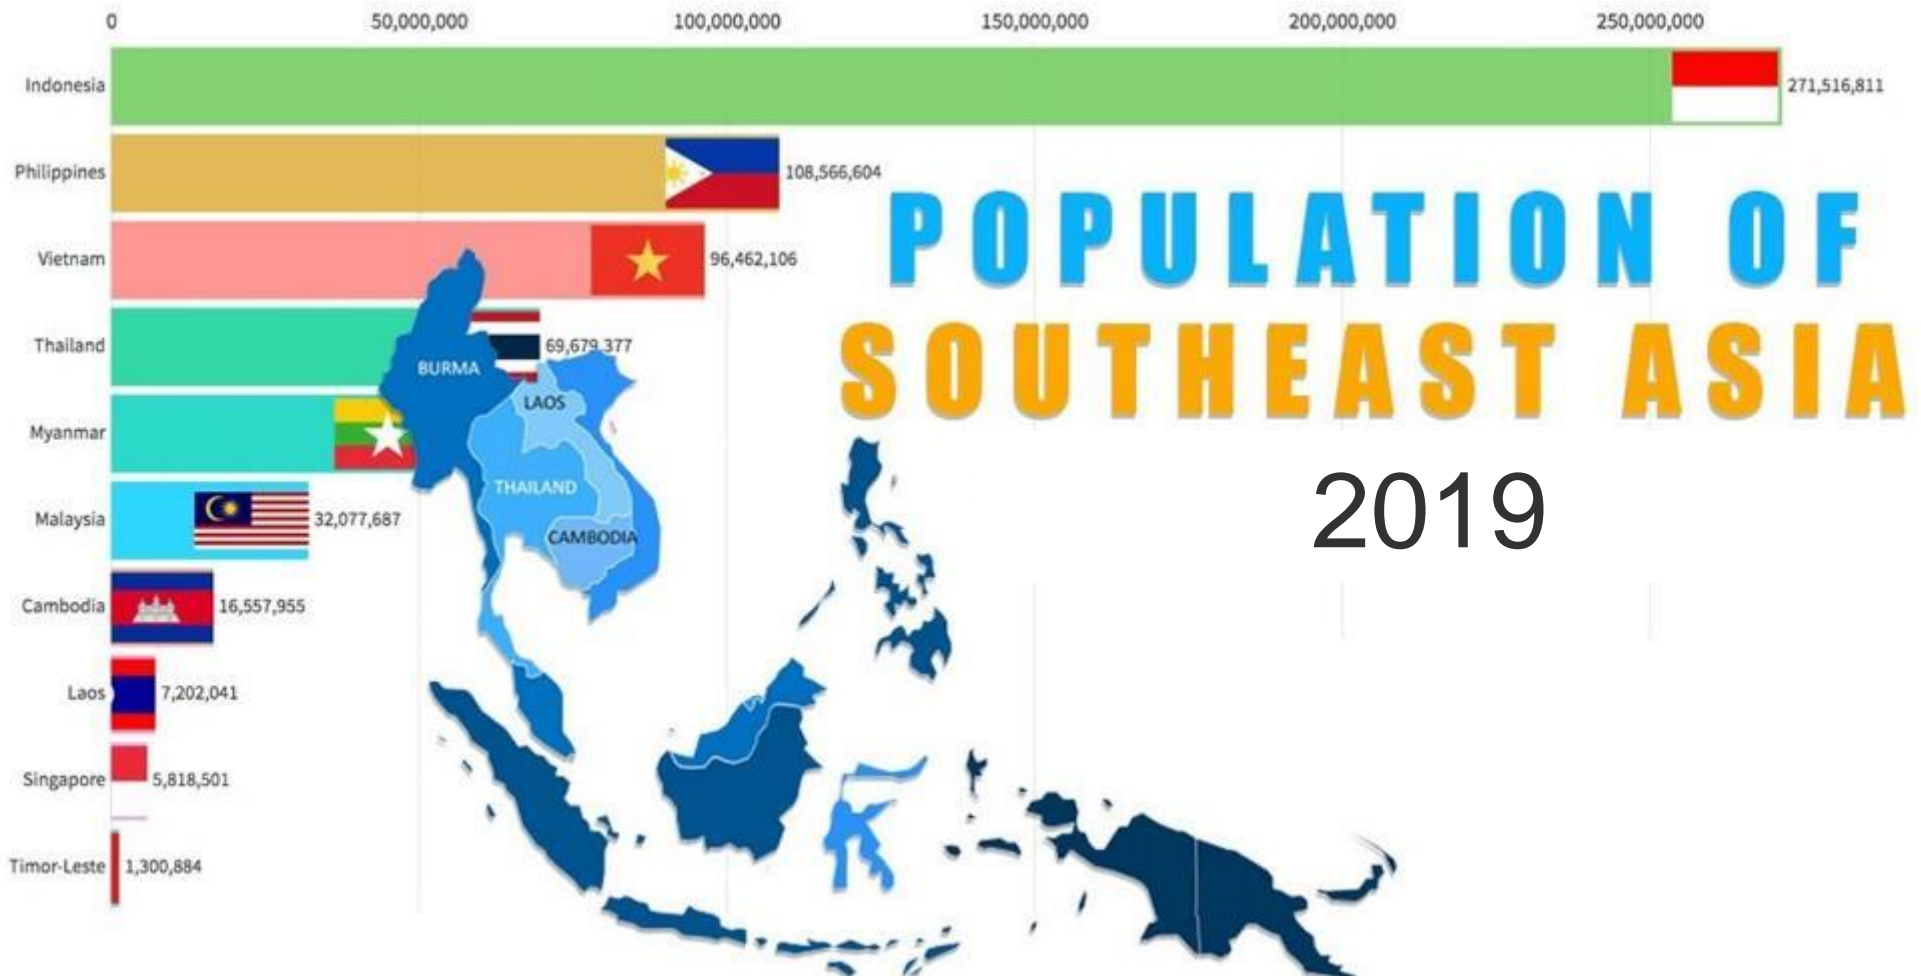 0 50,000,000 100,000,000 150,000,000 200,000,000 250,000,000
Indonesia 271,516,811
Philippines 108,566,604
Vietnam 96,462,106
POPULATION OF
SOUTHEAST ASIA
2019
Thailand 69,679,377
BURMA
LAOS
Myanmar
THAILAND
Malaysia 32,077,687
CAMBODIA
Cambodia 16,557,955
Laos 7,202,041
Singapore 5,818,501
Timor-Leste 1,300,884